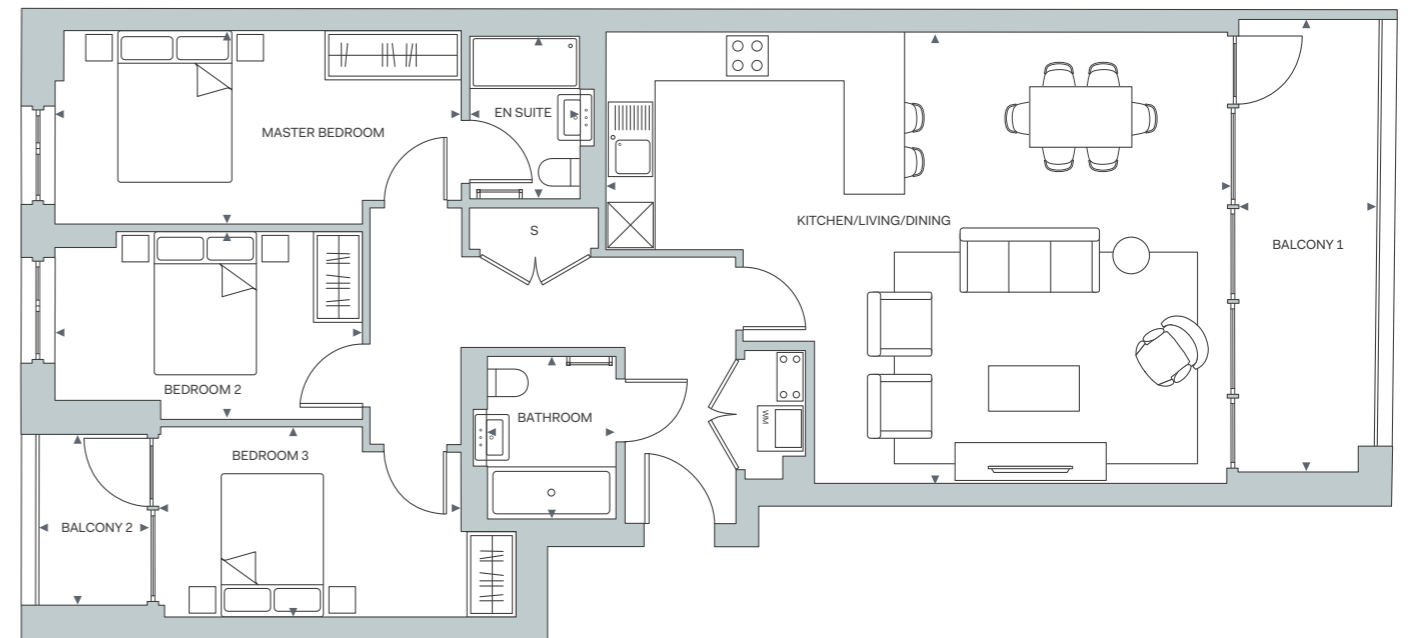 MASTER BEDROOM
EN SUITE
S
KITCHEN/LIVING/DINING
BALCONY 1
BEDROOM 2
BATHROOM
WM
BEDROOM 3
BALCONY 2